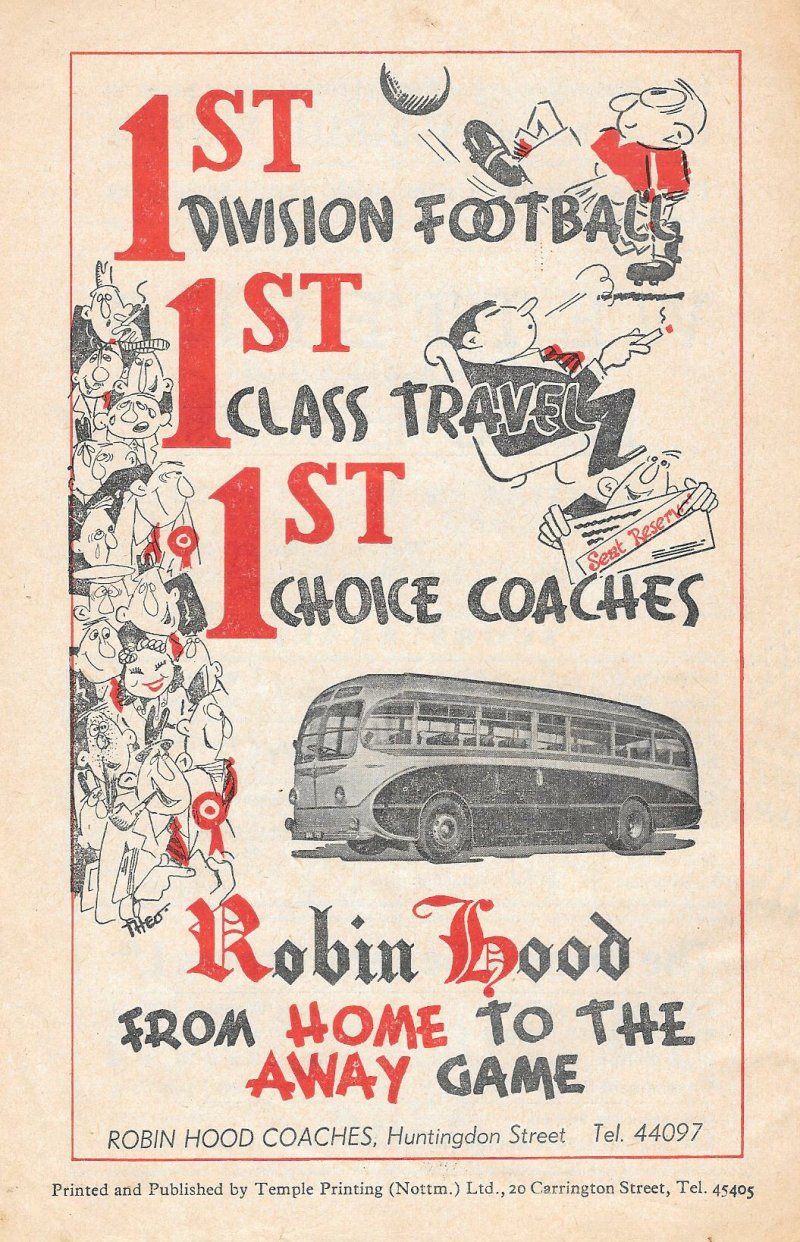 1ST
DIVISION FOOTBALL
1ST
CLASS TRAVEL
1ST
Seat Reserved
CHOICE COACHES
THEO
Robin Hood
FROM HOME TO THE
AWAY GAME
ROBIN HOOD COACHES, Huntingdon Street Tel. 44097
Printed and Published by Temple Printing (Nottm.) Ltd., 20 Carrington Street, Tel. 45405